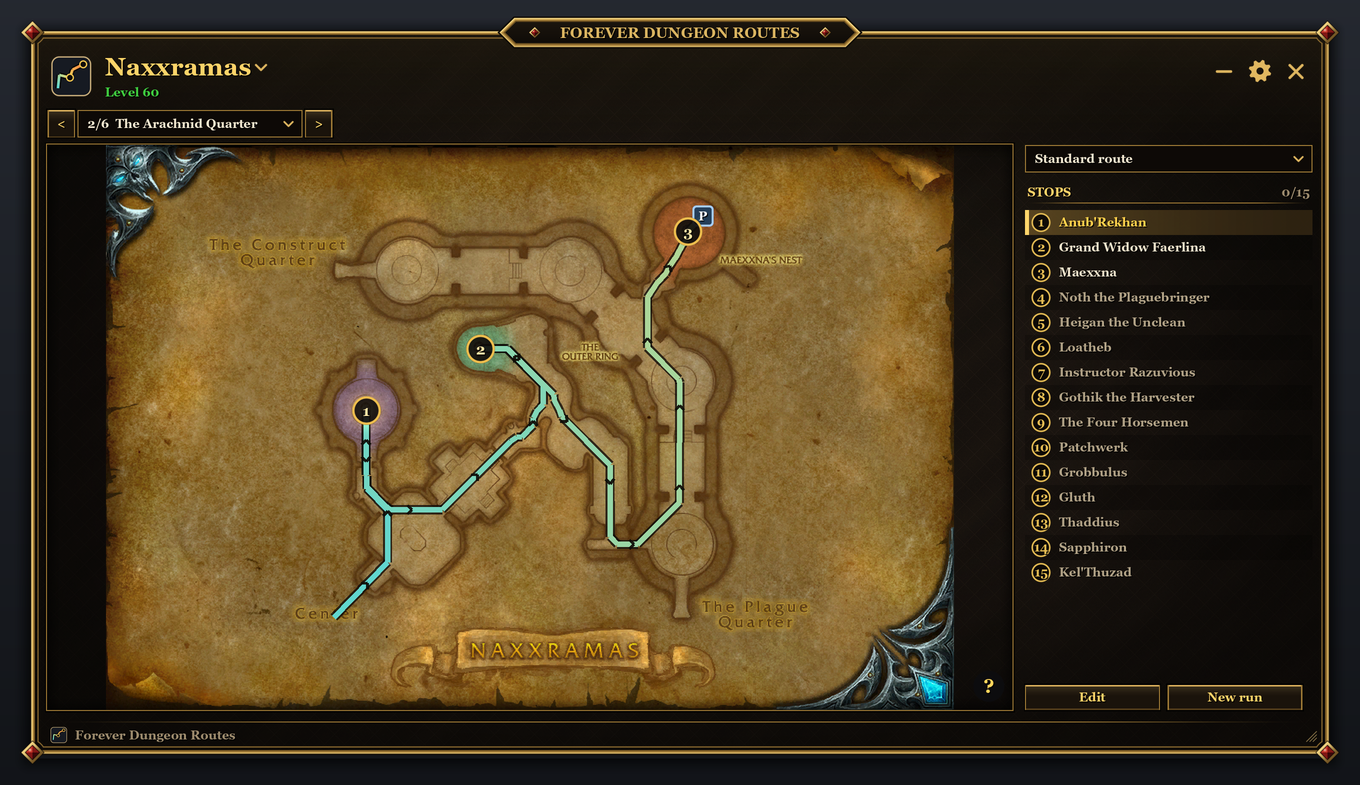 FOREVER DUNGEON ROUTES
Naxxramas
Level 60
< 2/6 The Arachnid Quarter >
The Construct
Quarter
P
3
MAEXXNA'S NEST
2
THE
OUTER RING
1
Center
The Plague
Quarter
NAXXRAMAS
?
Standard route
STOPS 0/15
1 Anub'Rekhan
2 Grand Widow Faerlina
3 Maexxna
4 Noth the Plaguebringer
5 Heigan the Unclean
6 Loatheb
7 Instructor Razuvious
8 Gothik the Harvester
9 The Four Horsemen
10 Patchwerk
11 Grobbulus
12 Gluth
13 Thaddius
14 Sapphiron
15 Kel'Thuzad
Edit New run
Forever Dungeon Routes